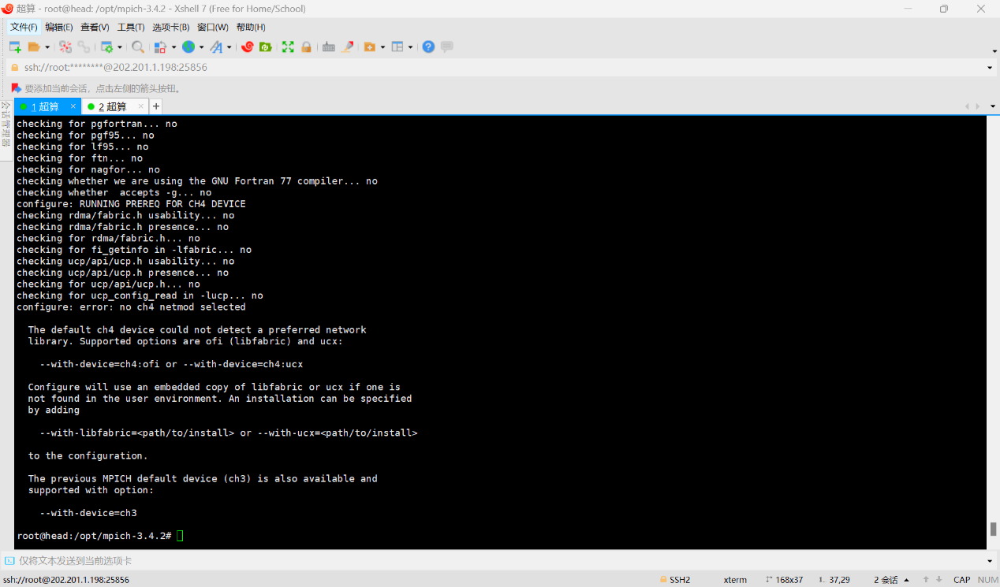 超算 - root@head: /opt/mpich-3.4.2 - Xshell 7 (Free for Home/School)
文件(F) 编辑(E) 查看(V) 工具(T) 选项卡(B) 窗口(W) 帮助(H)
ssh://root:********@202.201.1.198:25856
要添加当前会话，点击左侧的箭头按钮。
会话管理器
1 超算 × 2 超算 × +
checking for pgfortran... no
checking for pgf95... no
checking for lf95... no
checking for ftn... no
checking for nagfor... no
checking whether we are using the GNU Fortran 77 compiler... no
checking whether  accepts -g... no
configure: RUNNING PREREQ FOR CH4 DEVICE
checking rdma/fabric.h usability... no
checking rdma/fabric.h presence... no
checking for rdma/fabric.h... no
checking for fi_getinfo in -lfabric... no
checking ucp/api/ucp.h usability... no
checking ucp/api/ucp.h presence... no
checking for ucp/api/ucp.h... no
checking for ucp_config_read in -lucp... no
configure: error: no ch4 netmod selected
The default ch4 device could not detect a preferred network
library. Supported options are ofi (libfabric) and ucx:
--with-device=ch4:ofi or --with-device=ch4:ucx
Configure will use an embedded copy of libfabric or ucx if one is
not found in the user environment. An installation can be specified
by adding
--with-libfabric=<path/to/install> or --with-ucx=<path/to/install>
to the configuration.
The previous MPICH default device (ch3) is also available and
supported with option:
--with-device=ch3
root@head:/opt/mpich-3.4.2#
仅将文本发送到当前选项卡
ssh://root@202.201.1.198:25856 SSH2 xterm 168x37 37,29 2 会话 CAP NUM